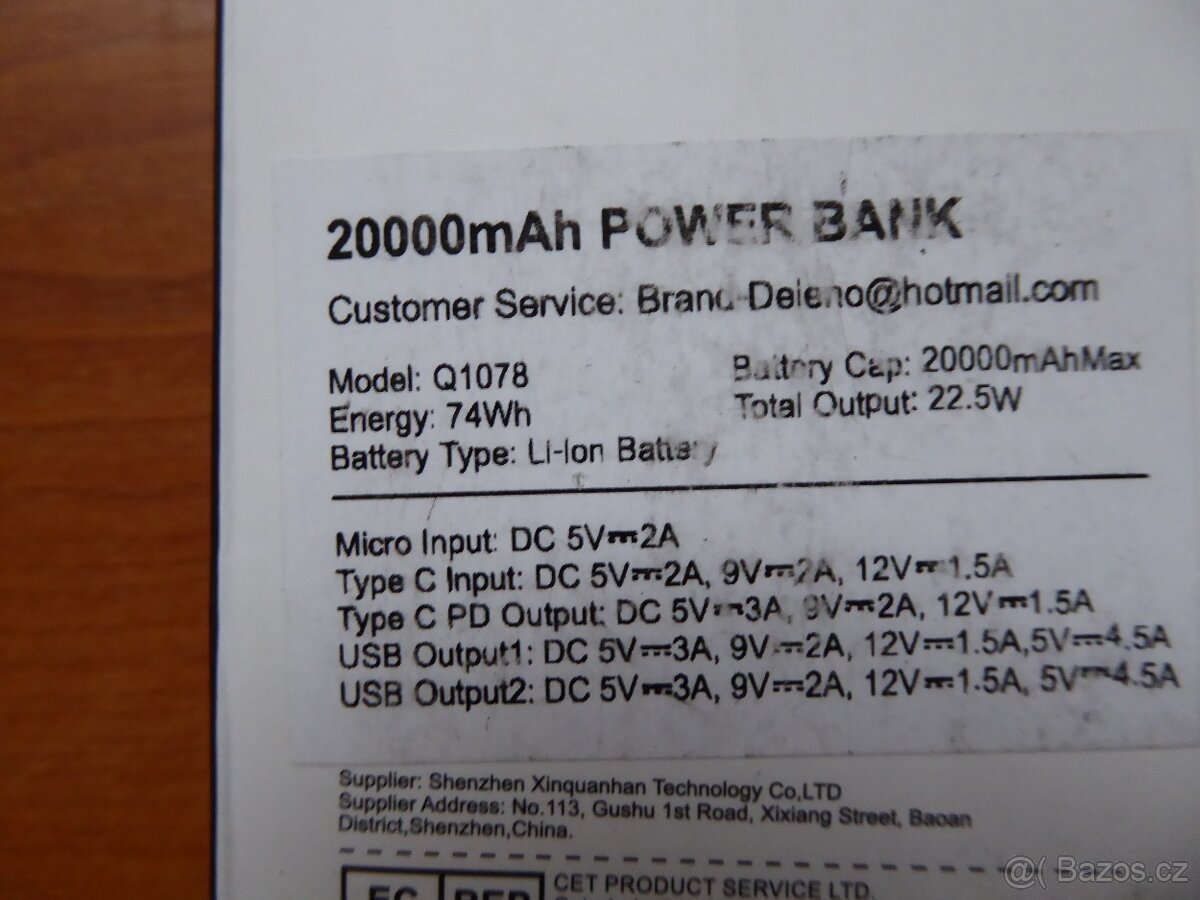 20000mAh POWER BANK
Customer Service: @hotmail.com
Model: Q1078
Battery Cap: 20000mAhMax
Energy: 74Wh
Total Output: 22.5W
Battery Type: Li-Ion Battery
Micro Input: DC 5V⎓2A
Type C Input: DC 5V⎓2A, 9V⎓2A, 12V⎓1.5A
Type C PD Output: DC 5V⎓3A, 9V⎓2A, 12V⎓1.5A
USB Output1: DC 5V⎓3A, 9V⎓2A, 12V⎓1.5A,5V⎓4.5A
USB Output2: DC 5V⎓3A, 9V⎓2A, 12V⎓1.5A, 5V⎓4.5A
Supplier: Shenzhen Xinquanhan Technology Co,LTD
Supplier Address: No.113, Gushu 1st Road, Xixiang Street, Baoan
District,Shenzhen,China.
EC REP CET PRODUCT SERVICE LTD.
@( Bazos.cz